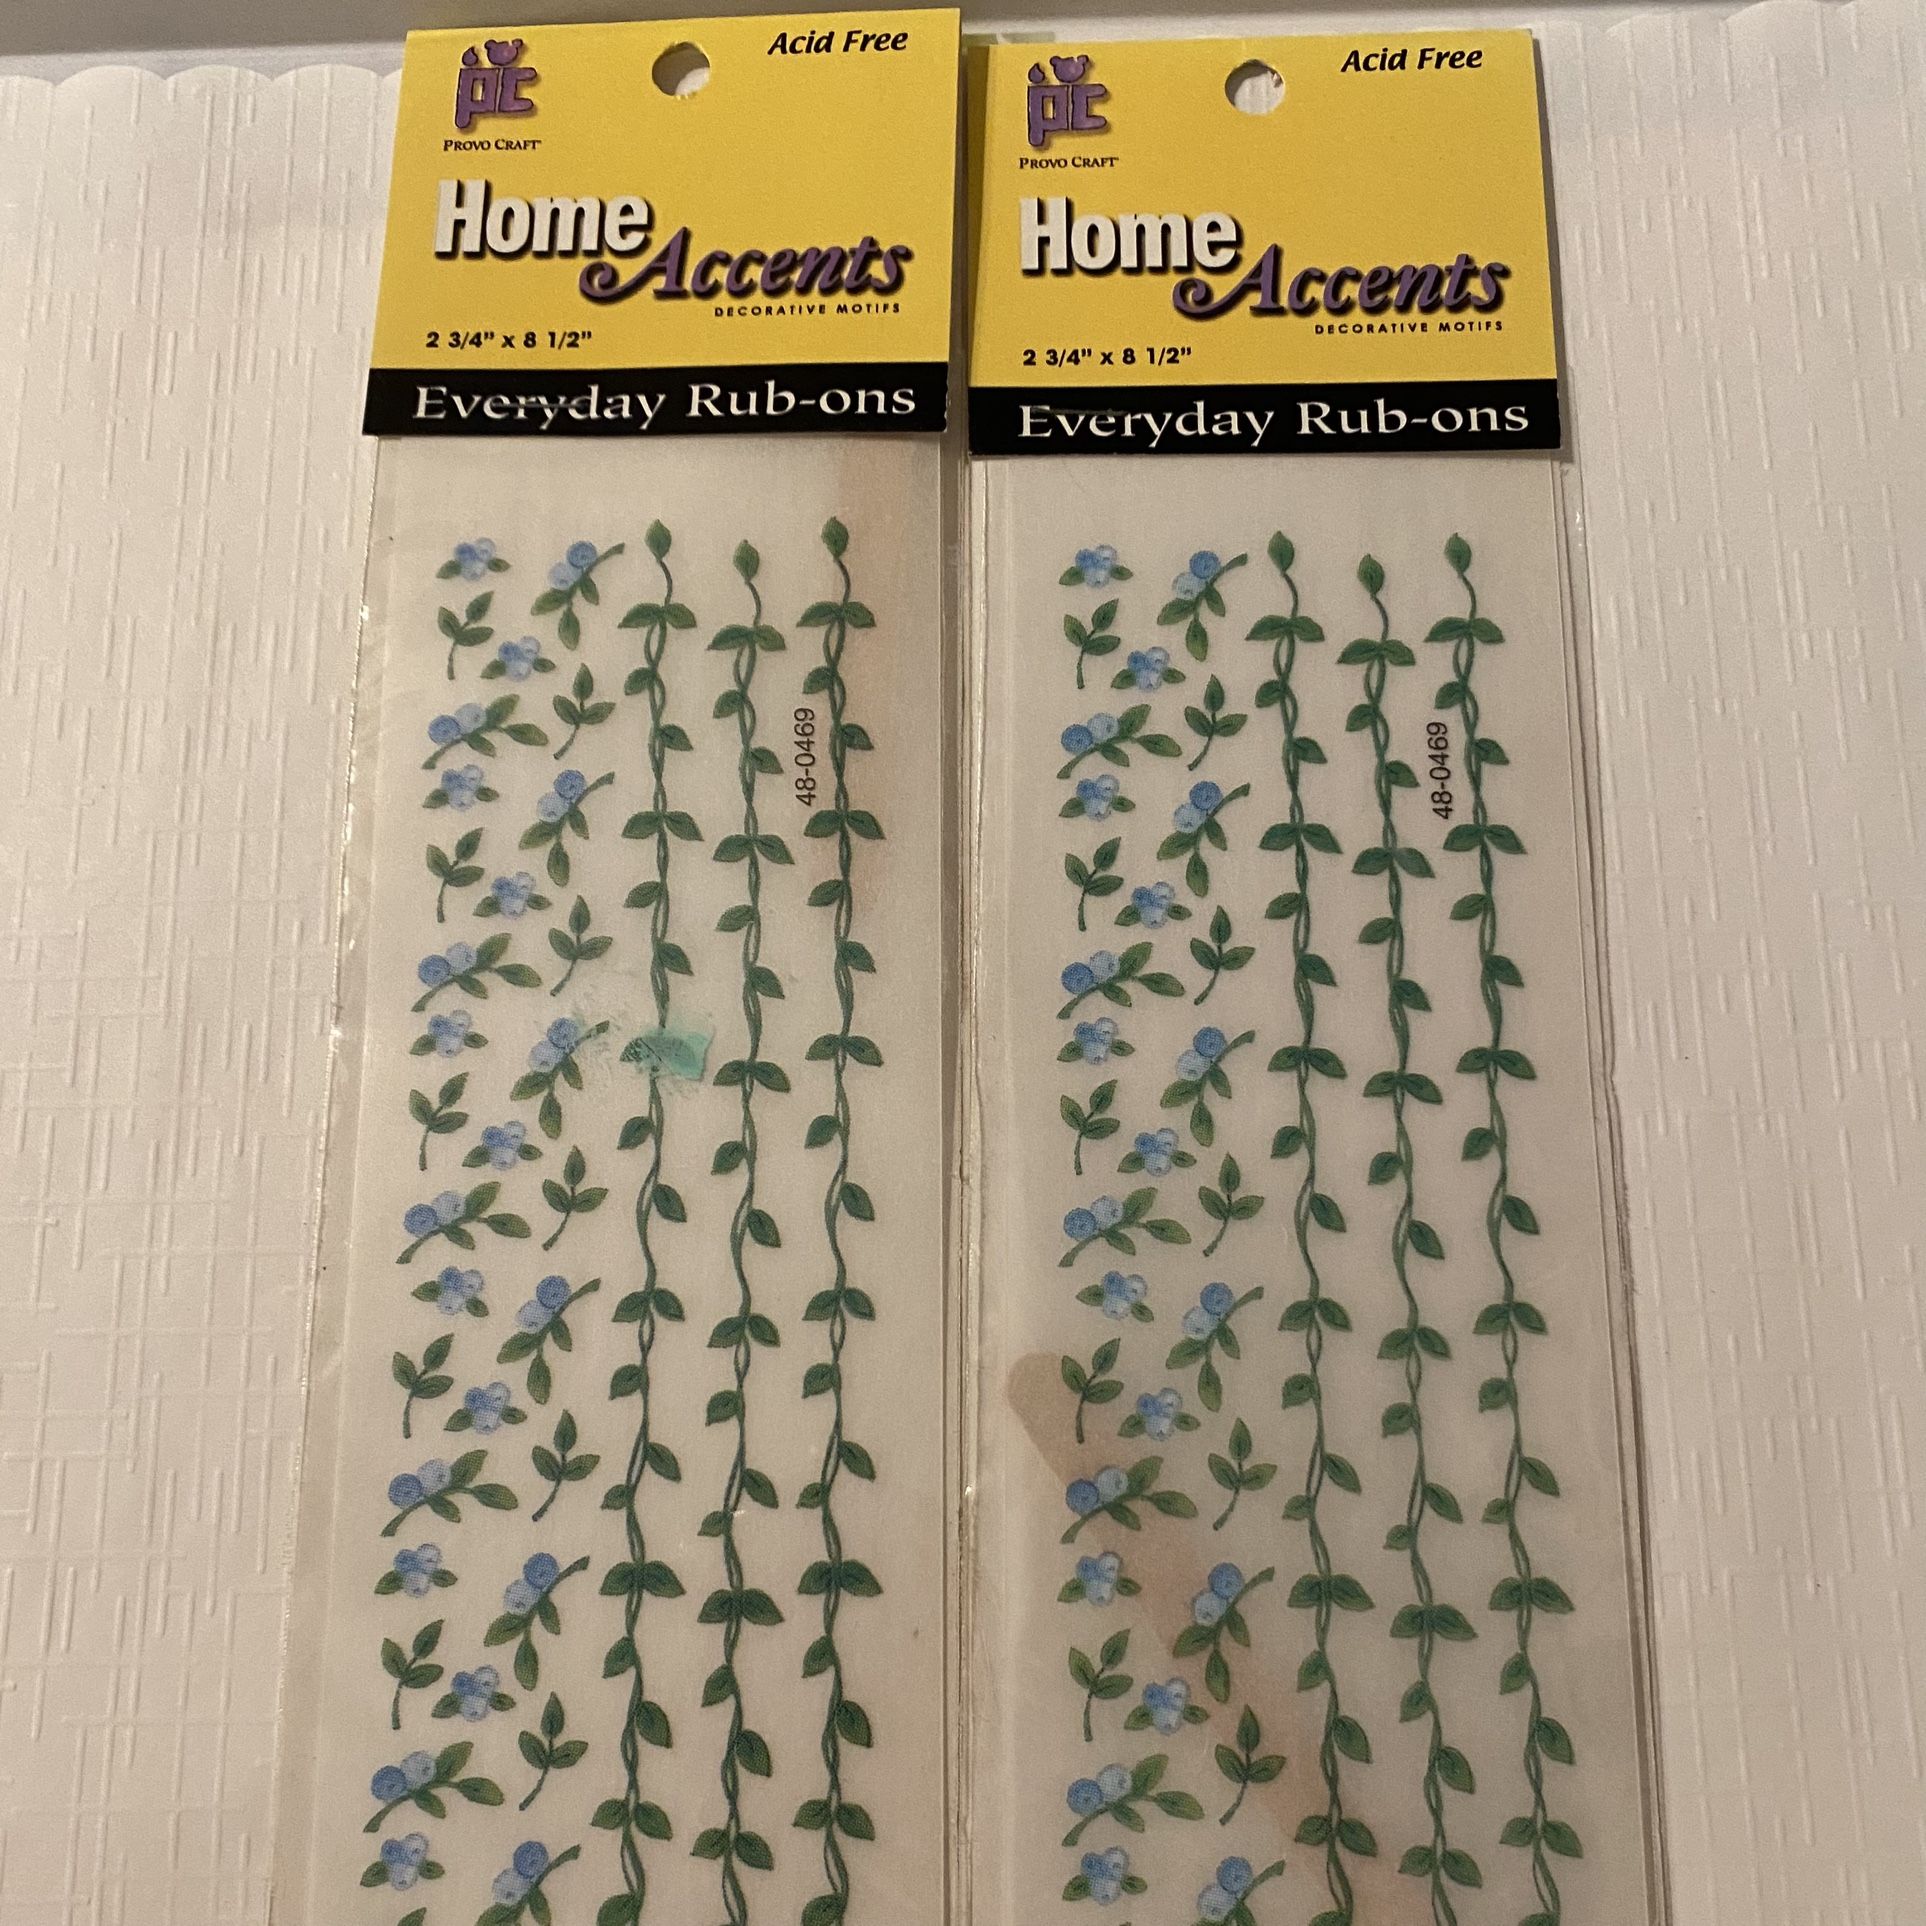 Acid Free
PC
PROVO CRAFT
Home
Accents
DECORATIVE MOTIFS
2 3/4" x 8 1/2"
Everyday Rub-ons
48-0469
Acid Free
PC
PROVO CRAFT
Home
Accents
DECORATIVE MOTIFS
2 3/4" x 8 1/2"
Everyday Rub-ons
48-0469